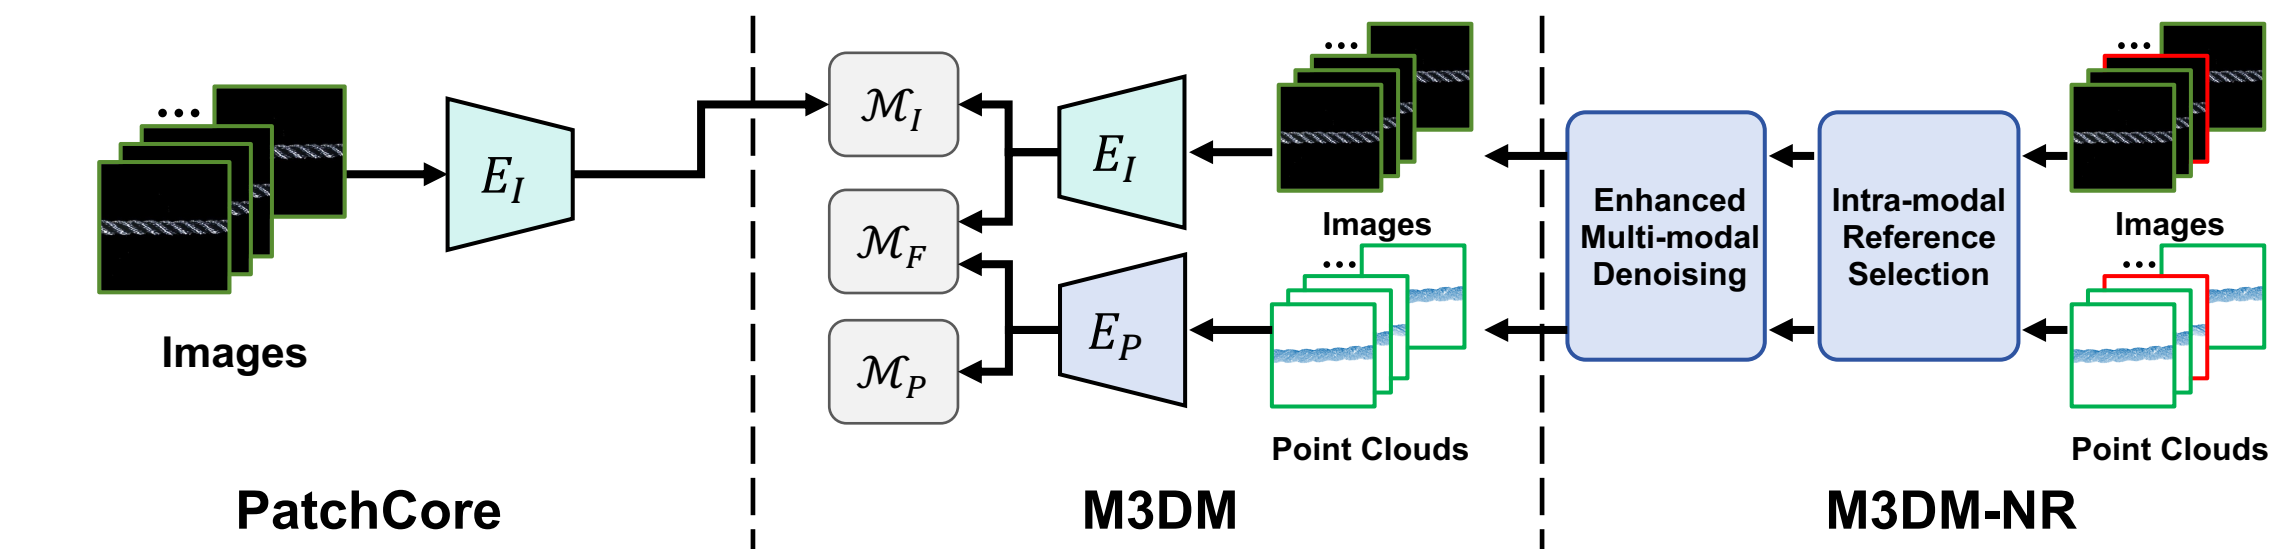 ...
E_I
Images
PatchCore
ℳ_I
ℳ_F
ℳ_P
E_I
E_P
...
Images
...
Point Clouds
M3DM
Enhanced
Multi-modal
Denoising
Intra-modal
Reference
Selection
...
Images
...
Point Clouds
M3DM-NR